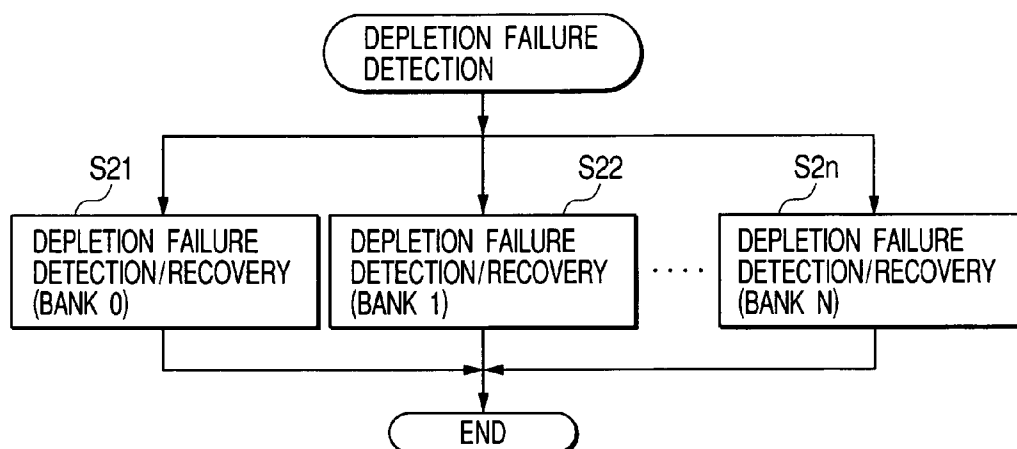 DEPLETION FAILURE
DETECTION
S21
S22
S2n
DEPLETION FAILURE
DETECTION/RECOVERY
(BANK 0)
DEPLETION FAILURE
DETECTION/RECOVERY
(BANK 1)
....
DEPLETION FAILURE
DETECTION/RECOVERY
(BANK N)
END